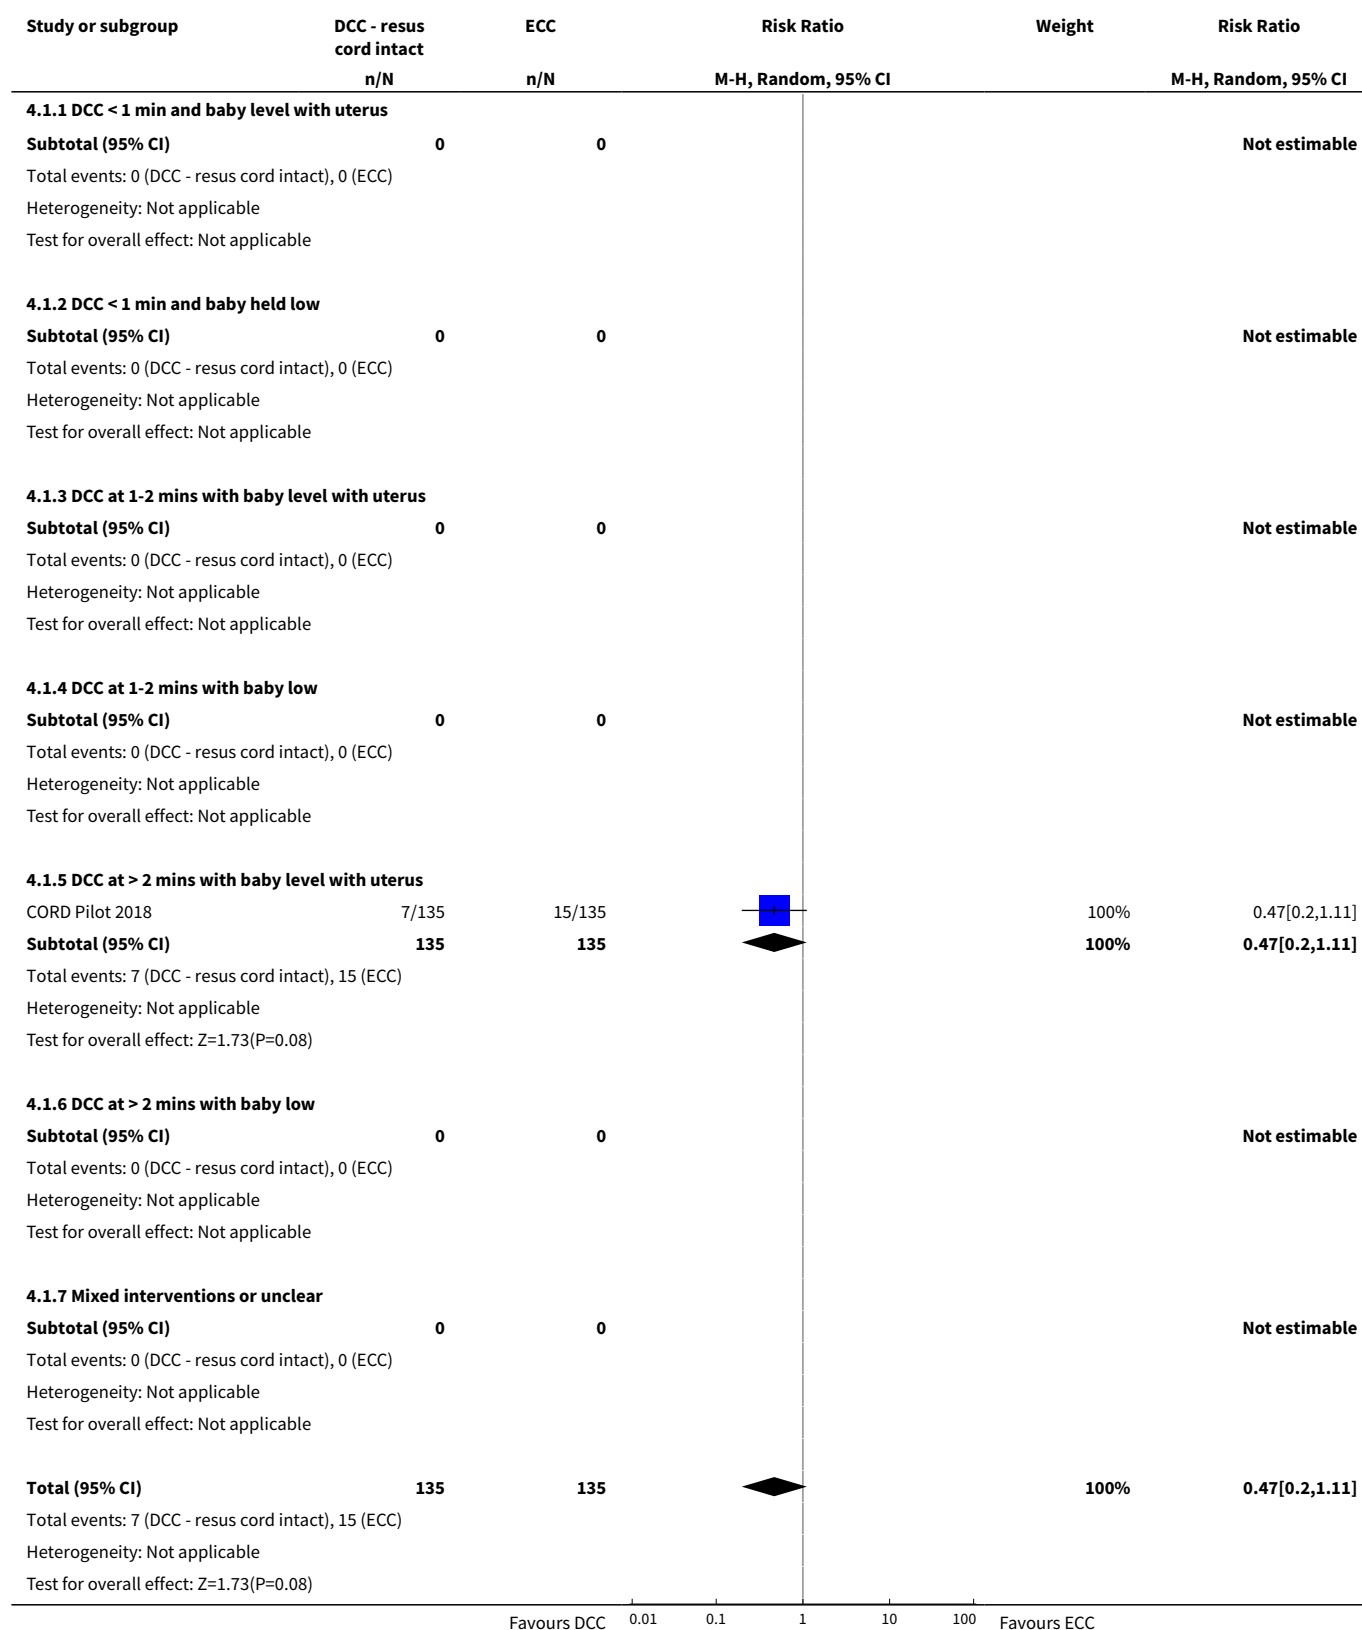 Study or subgroup DCC - resus cord intact ECC Risk Ratio Weight Risk Ratio
n/N n/N M-H, Random, 95% CI M-H, Random, 95% CI
4.1.1 DCC < 1 min and baby level with uterus
Subtotal (95% CI) 0 0 Not estimable
Total events: 0 (DCC - resus cord intact), 0 (ECC)
Heterogeneity: Not applicable
Test for overall effect: Not applicable
4.1.2 DCC < 1 min and baby held low
Subtotal (95% CI) 0 0 Not estimable
Total events: 0 (DCC - resus cord intact), 0 (ECC)
Heterogeneity: Not applicable
Test for overall effect: Not applicable
4.1.3 DCC at 1-2 mins with baby level with uterus
Subtotal (95% CI) 0 0 Not estimable
Total events: 0 (DCC - resus cord intact), 0 (ECC)
Heterogeneity: Not applicable
Test for overall effect: Not applicable
4.1.4 DCC at 1-2 mins with baby low
Subtotal (95% CI) 0 0 Not estimable
Total events: 0 (DCC - resus cord intact), 0 (ECC)
Heterogeneity: Not applicable
Test for overall effect: Not applicable
4.1.5 DCC at > 2 mins with baby level with uterus
CORD Pilot 2018 7/135 15/135 100% 0.47[0.2,1.11]
Subtotal (95% CI) 135 135 100% 0.47[0.2,1.11]
Total events: 7 (DCC - resus cord intact), 15 (ECC)
Heterogeneity: Not applicable
Test for overall effect: Z=1.73(P=0.08)
4.1.6 DCC at > 2 mins with baby low
Subtotal (95% CI) 0 0 Not estimable
Total events: 0 (DCC - resus cord intact), 0 (ECC)
Heterogeneity: Not applicable
Test for overall effect: Not applicable
4.1.7 Mixed interventions or unclear
Subtotal (95% CI) 0 0 Not estimable
Total events: 0 (DCC - resus cord intact), 0 (ECC)
Heterogeneity: Not applicable
Test for overall effect: Not applicable
Total (95% CI) 135 135 100% 0.47[0.2,1.11]
Total events: 7 (DCC - resus cord intact), 15 (ECC)
Heterogeneity: Not applicable
Test for overall effect: Z=1.73(P=0.08)
Favours DCC 0.01 0.1 1 10 100 Favours ECC